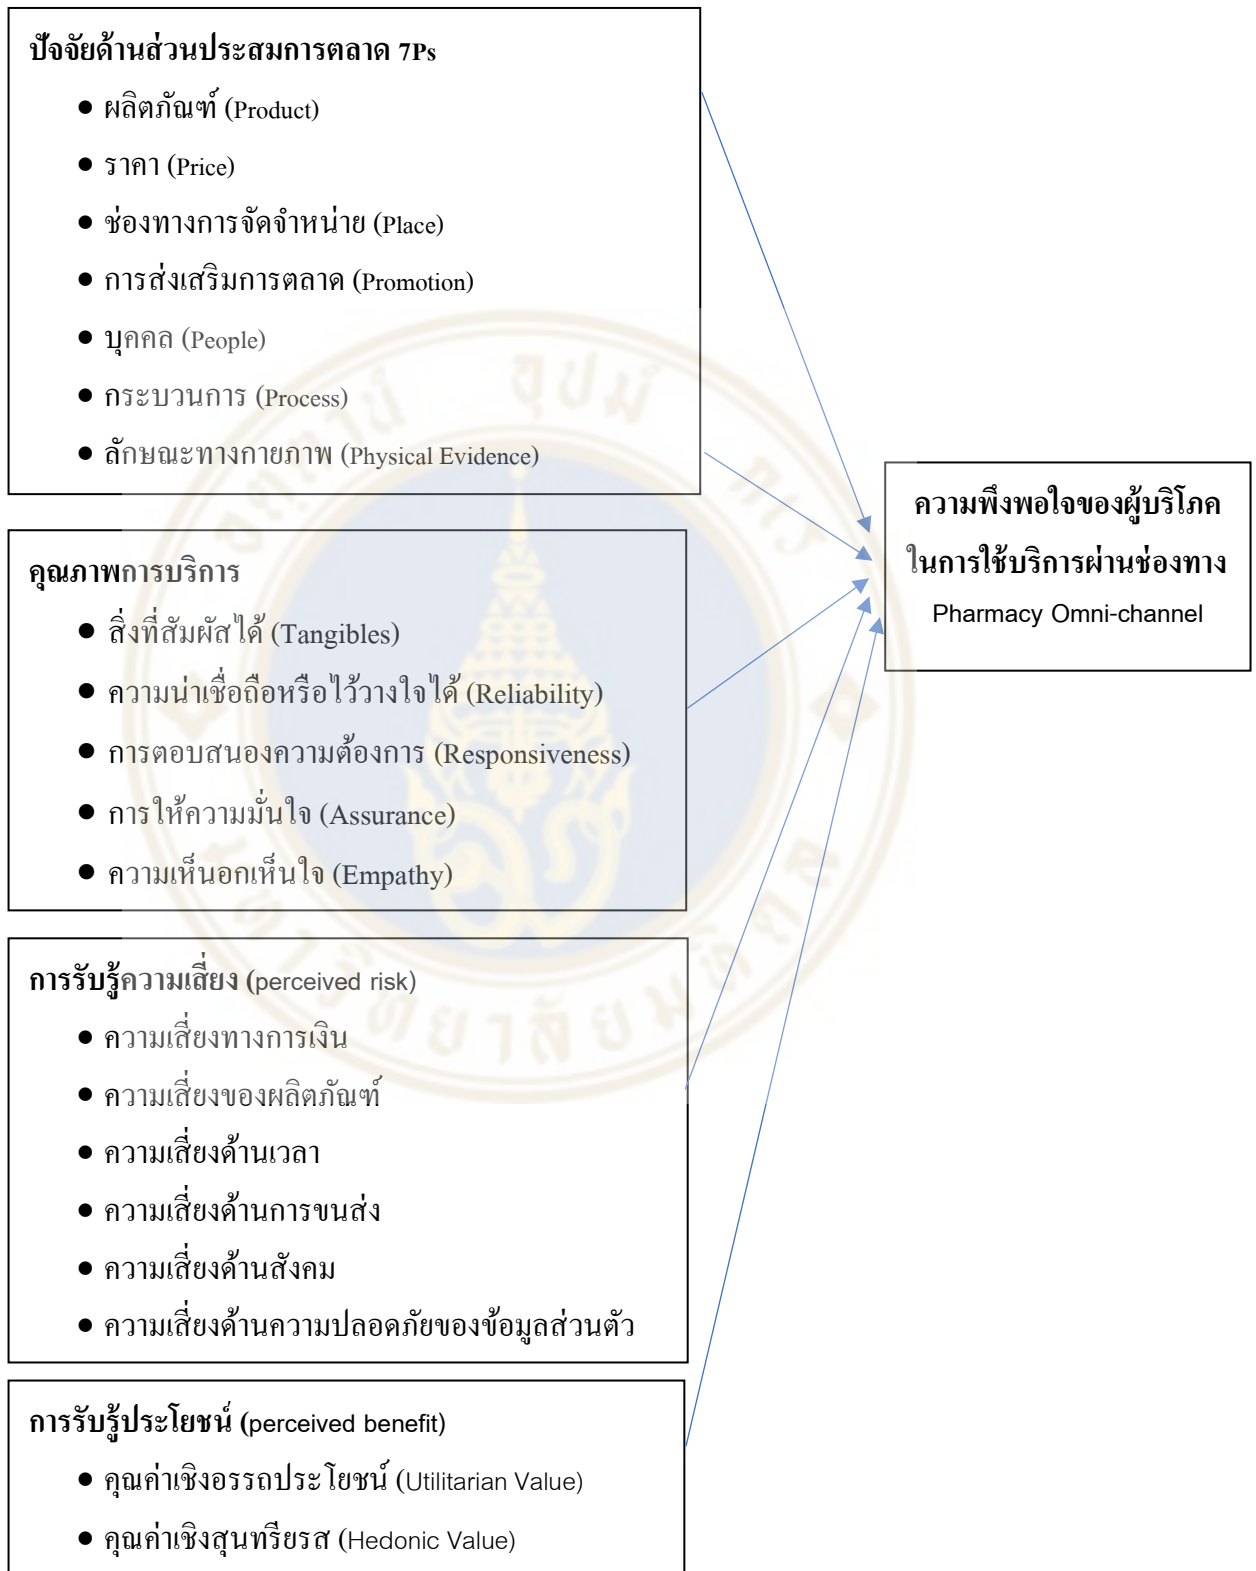 ปัจจัยด้านส่วนประสมการตลาด 7Ps
● ผลิตภัณฑ์ (Product)
● ราคา (Price)
● ช่องทางการจัดจำหน่าย (Place)
● การส่งเสริมการตลาด (Promotion)
● บุคคล (People)
● กระบวนการ (Process)
● ลักษณะทางกายภาพ (Physical Evidence)
คุณภาพการบริการ
● สิ่งที่สัมผัสได้ (Tangibles)
● ความน่าเชื่อถือหรือไว้วางใจได้ (Reliability)
● การตอบสนองความต้องการ (Responsiveness)
● การให้ความมั่นใจ (Assurance)
● ความเห็นอกเห็นใจ (Empathy)
การรับรู้ความเสี่ยง (perceived risk)
● ความเสี่ยงทางการเงิน
● ความเสี่ยงของผลิตภัณฑ์
● ความเสี่ยงด้านเวลา
● ความเสี่ยงด้านการขนส่ง
● ความเสี่ยงด้านสังคม
● ความเสี่ยงด้านความปลอดภัยของข้อมูลส่วนตัว
การรับรู้ประโยชน์ (perceived benefit)
● คุณค่าเชิงอรรถประโยชน์ (Utilitarian Value)
● คุณค่าเชิงสุนทรียรส (Hedonic Value)
ความพึงพอใจของผู้บริโภค
ในการใช้บริการผ่านช่องทาง
Pharmacy Omni-channel